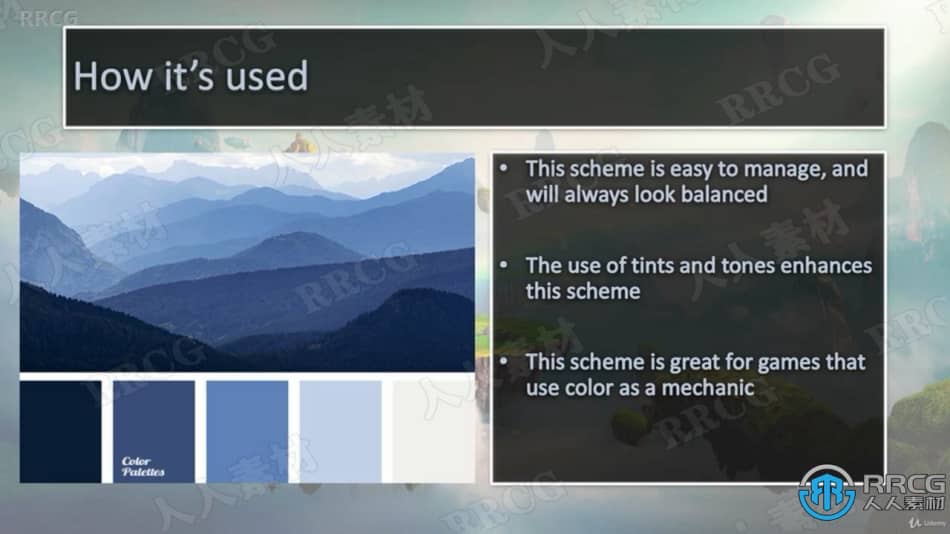 RRCG
How it's used
• This scheme is easy to manage, and
will always look balanced
• The use of tints and tones enhances
this scheme
• This scheme is great for games that
use color as a mechanic
Color
Palettes
RRCG
人人素材
Udemy